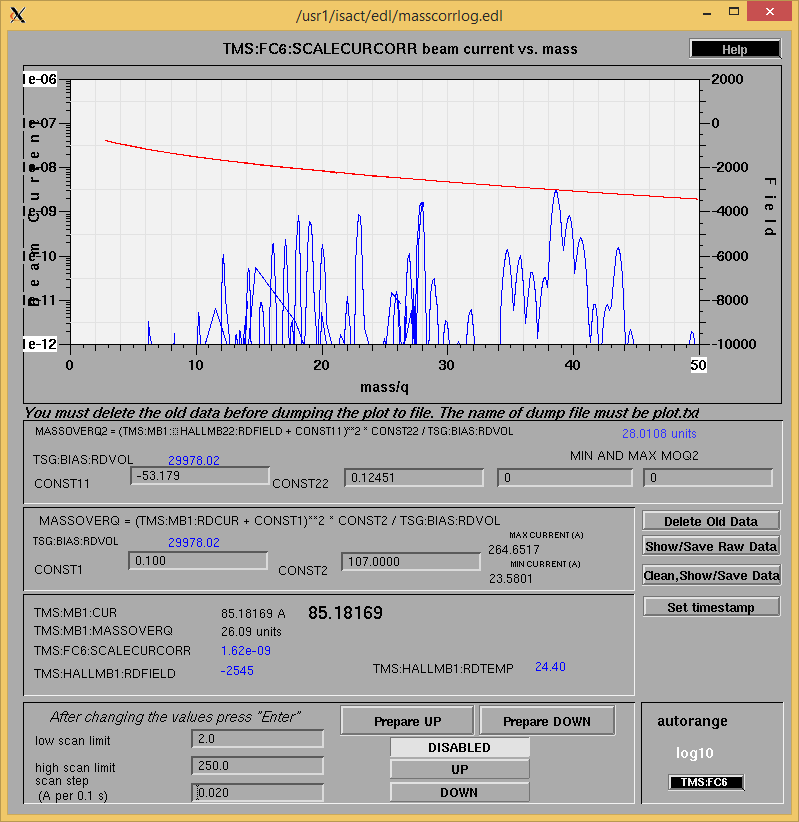 /usr1/isact/edl/masscorrlog.edl
TMS:FC6:SCALECURCORR beam current vs. mass
Help
1e-06
1e-07
1e-08
1e-09
1e-10
1e-11
1e-12
Beam Current
2000
0
-2000
-4000
-6000
-8000
-10000
Field
0 10 20 30 40 50
mass/q
You must delete the old data before dumping the plot to file. The name of dump file must be plot.txt
MASSOVERQ2 = (TMS:MB1: HALLMB22:RDFIELD + CONST11)**2 * CONST22 / TSG:BIAS:RDVOL
28.0108 units
TSG:BIAS:RDVOL 29978.02
MIN AND MAX MOQ2
CONST11 -53.179 CONST22 0.12451 0 0
MASSOVERQ = (TMS:MB1:RDCUR + CONST1)**2 * CONST2 / TSG:BIAS:RDVOL
TSG:BIAS:RDVOL 29978.02
MAX CURRENT (A)
264.6517
MIN CURRENT (A)
23.5801
CONST1 0.100 CONST2 107.0000
Delete Old Data
Show/Save Raw Data
Clean,Show/Save Data
Set timestamp
TMS:MB1:CUR 85.18169 A 85.18169
TMS:MB1:MASSOVERQ 26.09 units
TMS:FC6:SCALECURCORR 1.62e-09
TMS:HALLMB1:RDFIELD -2545
TMS:HALLMB1:RDTEMP 24.40
After changing the values press "Enter"
low scan limit 2.0
high scan limit 250.0
scan step
(A per 0.1 s) 0.020
Prepare UP
Prepare DOWN
DISABLED
UP
DOWN
autorange
log10
TMS:FC6